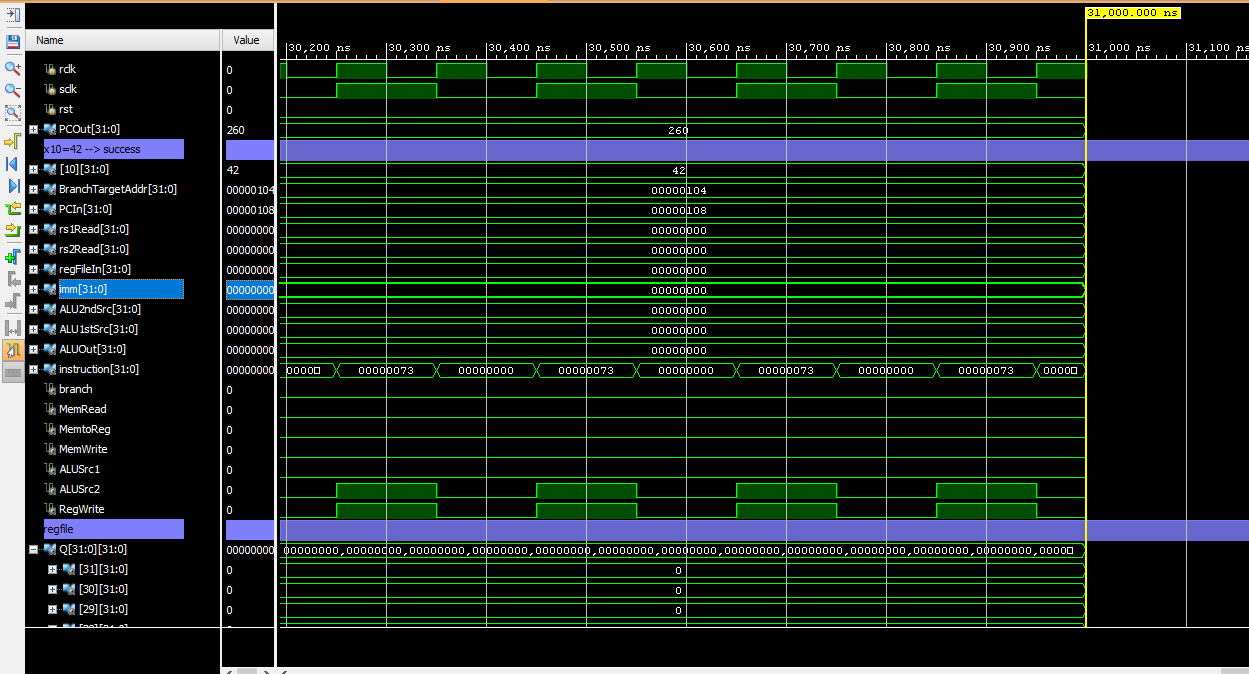 31,000.000 ns
Name Value
30,200 ns 30,300 ns 30,400 ns 30,500 ns 30,600 ns 30,700 ns 30,800 ns 30,900 ns 31,000 ns 31,100 ns
rclk 0
sclk 0
rst 0
PCOut[31:0] 260 260
x10=42 --> success
[10][31:0] 42 42
BranchTargetAddr[31:0] 00000104 00000104
PCIn[31:0] 00000108 00000108
rs1Read[31:0] 00000000 00000000
rs2Read[31:0] 00000000 00000000
regFileIn[31:0] 00000000 00000000
imm[31:0] 00000000 00000000
ALU2ndSrc[31:0] 00000000 00000000
ALU1stSrc[31:0] 00000000 00000000
ALUOut[31:0] 00000000 00000000
instruction[31:0] 00000000 0000 00000073 00000000 00000073 00000000 00000073 00000000 00000073 0000
branch 0
MemRead 0
MemtoReg 0
MemWrite 0
ALUSrc1 0
ALUSrc2 0
RegWrite 0
regfile
Q[31:0][31:0] 00000000 00000000,00000000,00000000,00000000,00000000,00000000,00000000,00000000,00000000,00000000,00000000,00000000,00000000,0000
[31][31:0] 0 0
[30][31:0] 0 0
[29][31:0] 0 0